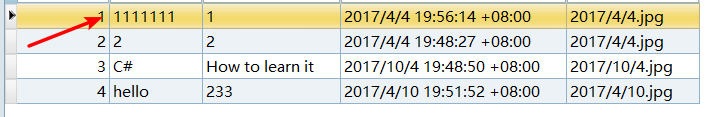 1 1111111 1 2017/4/4 19:56:14 +08:00 2017/4/4.jpg
2 2 2 2017/4/4 19:48:27 +08:00 2017/4/4.jpg
3 C# How to learn it 2017/10/4 19:48:50 +08:00 2017/10/4.jpg
4 hello 233 2017/4/10 19:51:52 +08:00 2017/4/10.jpg